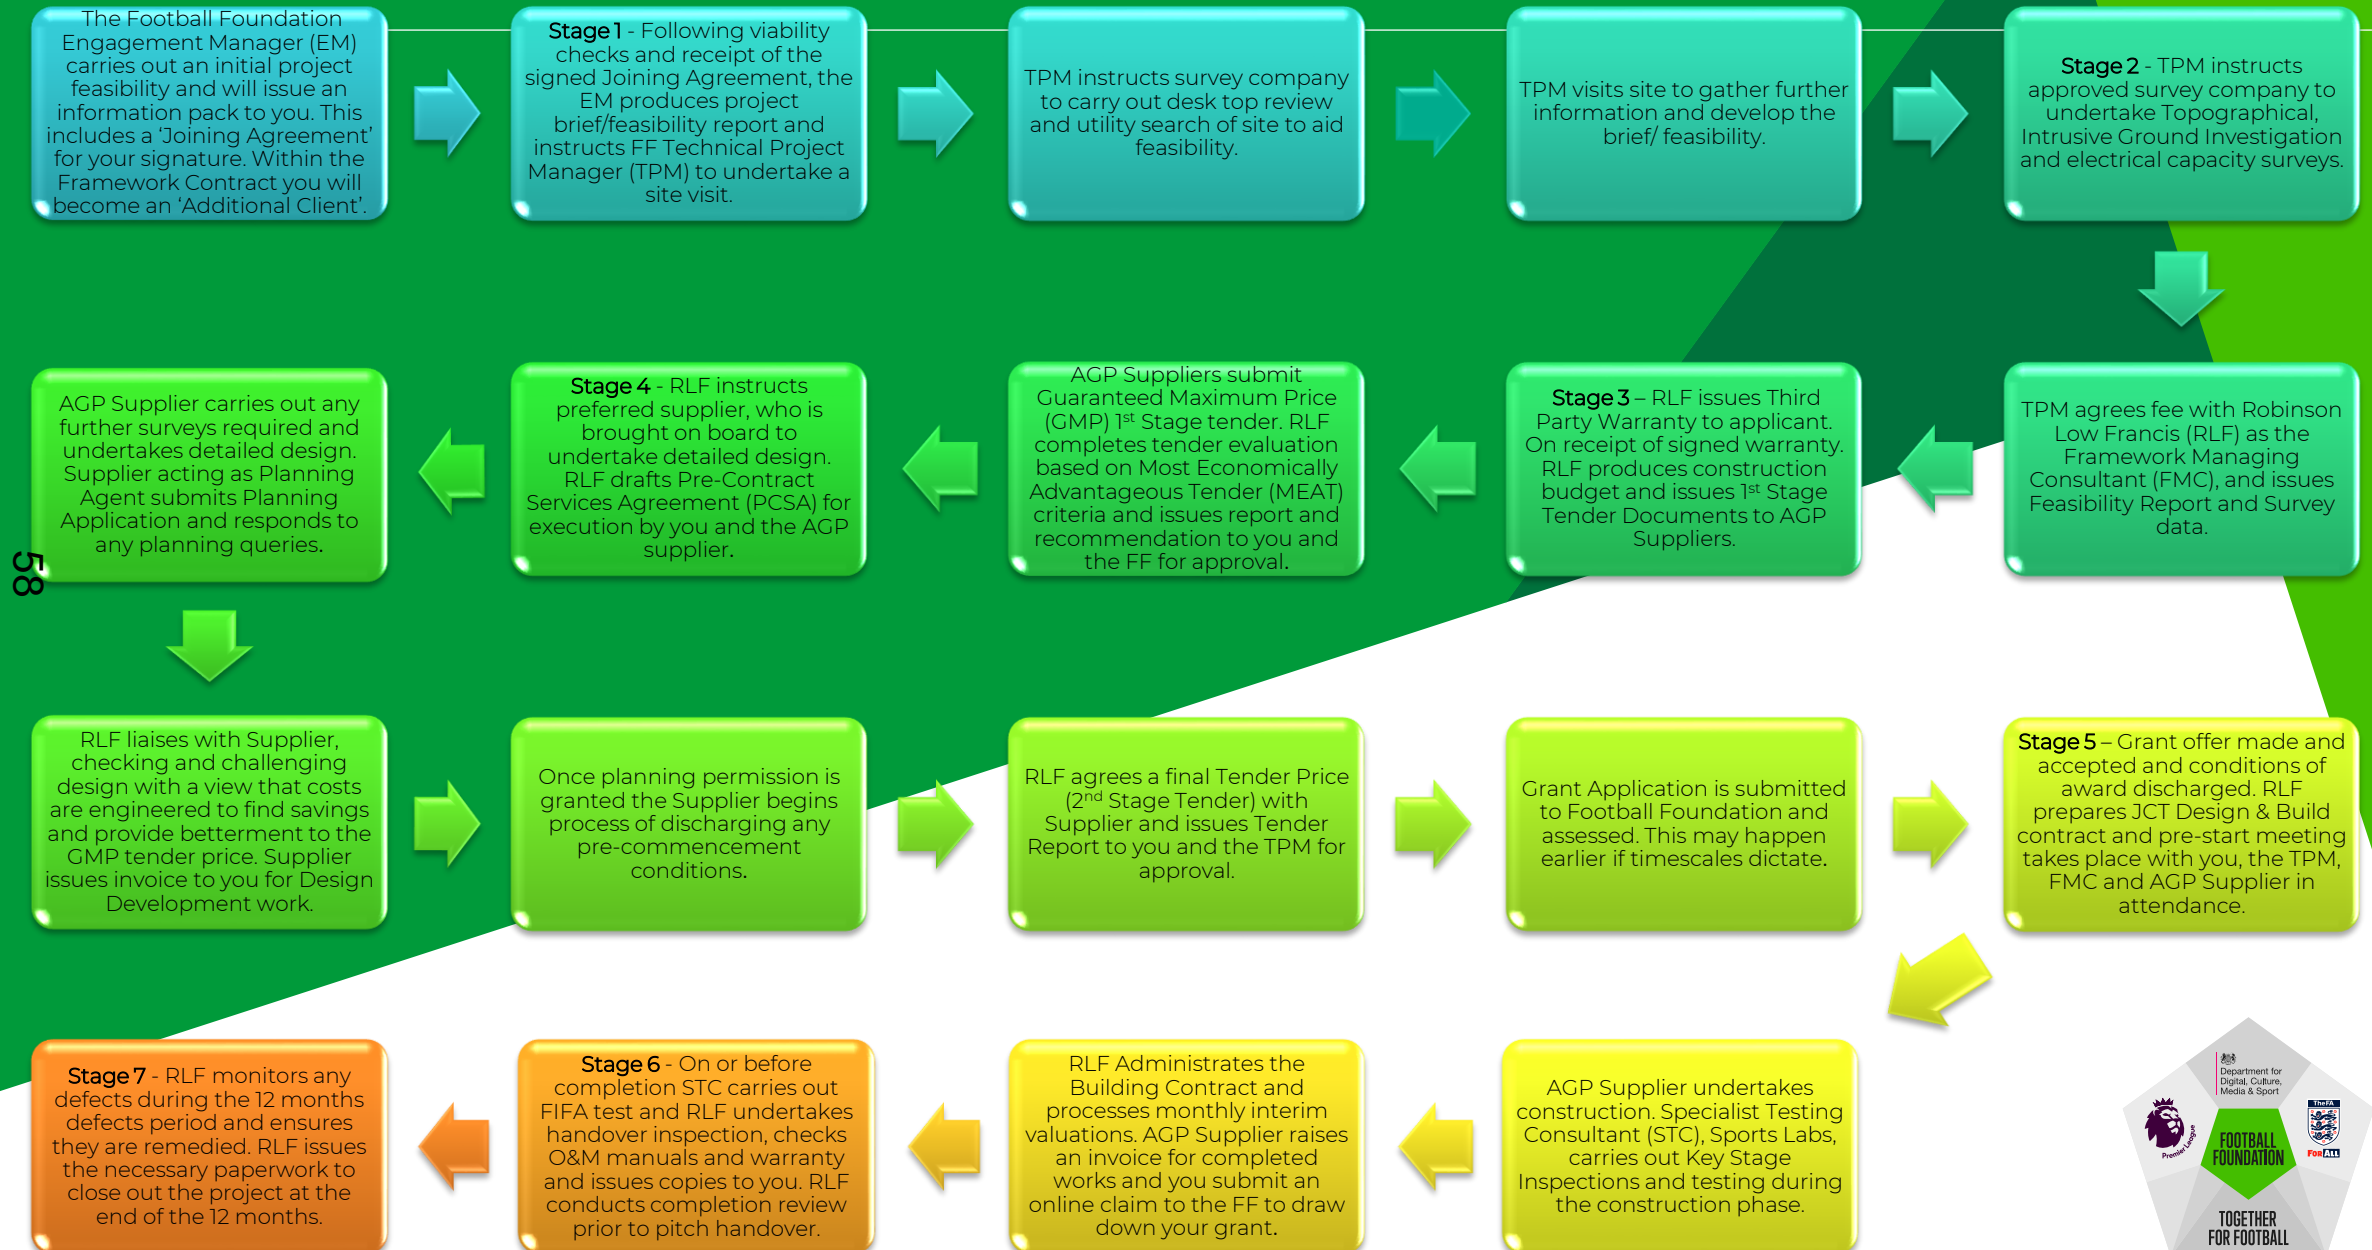 The Football Foundation
Engagement Manager (EM)
carries out an initial project
feasibility and will issue an
information pack to you. This
includes a ‘Joining Agreement’
for your signature. Within the
Framework Contract you will
become an ‘Additional Client’.
Stage 1 - Following viability
checks and receipt of the
signed Joining Agreement, the
EM produces project
brief/feasibility report and
instructs FF Technical Project
Manager (TPM) to undertake a
site visit.
TPM instructs survey company
to carry out desk top review
and utility search of site to aid
feasibility.
TPM visits site to gather further
information and develop the
brief/ feasibility.
Stage 2 - TPM instructs
approved survey company to
undertake Topographical,
Intrusive Ground Investigation
and electrical capacity surveys.
TPM agrees fee with Robinson
Low Francis (RLF) as the
Framework Managing
Consultant (FMC), and issues
Feasibility Report and Survey
data.
Stage 3 – RLF issues Third
Party Warranty to applicant.
On receipt of signed warranty.
RLF produces construction
budget and issues 1st Stage
Tender Documents to AGP
Suppliers.
AGP Suppliers submit
Guaranteed Maximum Price
(GMP) 1st Stage tender. RLF
completes tender evaluation
based on Most Economically
Advantageous Tender (MEAT)
criteria and issues report and
recommendation to you and
the FF for approval.
Stage 4 - RLF instructs
preferred supplier, who is
brought on board to
undertake detailed design.
RLF drafts Pre-Contract
Services Agreement (PCSA) for
execution by you and the AGP
supplier.
AGP Supplier carries out any
further surveys required and
undertakes detailed design.
Supplier acting as Planning
Agent submits Planning
Application and responds to
any planning queries.
58
RLF liaises with Supplier,
checking and challenging
design with a view that costs
are engineered to find savings
and provide betterment to the
GMP tender price. Supplier
issues invoice to you for Design
Development work.
Once planning permission is
granted the Supplier begins
process of discharging any
pre-commencement
conditions.
RLF agrees a final Tender Price
(2nd Stage Tender) with
Supplier and issues Tender
Report to you and the TPM for
approval.
Grant Application is submitted
to Football Foundation and
assessed. This may happen
earlier if timescales dictate.
Stage 5 – Grant offer made and
accepted and conditions of
award discharged. RLF
prepares JCT Design & Build
contract and pre-start meeting
takes place with you, the TPM,
FMC and AGP Supplier in
attendance.
AGP Supplier undertakes
construction. Specialist Testing
Consultant (STC), Sports Labs,
carries out Key Stage
Inspections and testing during
the construction phase.
RLF Administrates the
Building Contract and
processes monthly interim
valuations. AGP Supplier raises
an invoice for completed
works and you submit an
online claim to the FF to draw
down your grant.
Stage 6 - On or before
completion STC carries out
FIFA test and RLF undertakes
handover inspection, checks
O&M manuals and warranty
and issues copies to you. RLF
conducts completion review
prior to pitch handover.
Stage 7 - RLF monitors any
defects during the 12 months
defects period and ensures
they are remedied. RLF issues
the necessary paperwork to
close out the project at the
end of the 12 months.
Department for
Digital, Culture,
Media & Sport
Premier League
The FA
FOR ALL
FOOTBALL
FOUNDATION
TOGETHER
FOR FOOTBALL